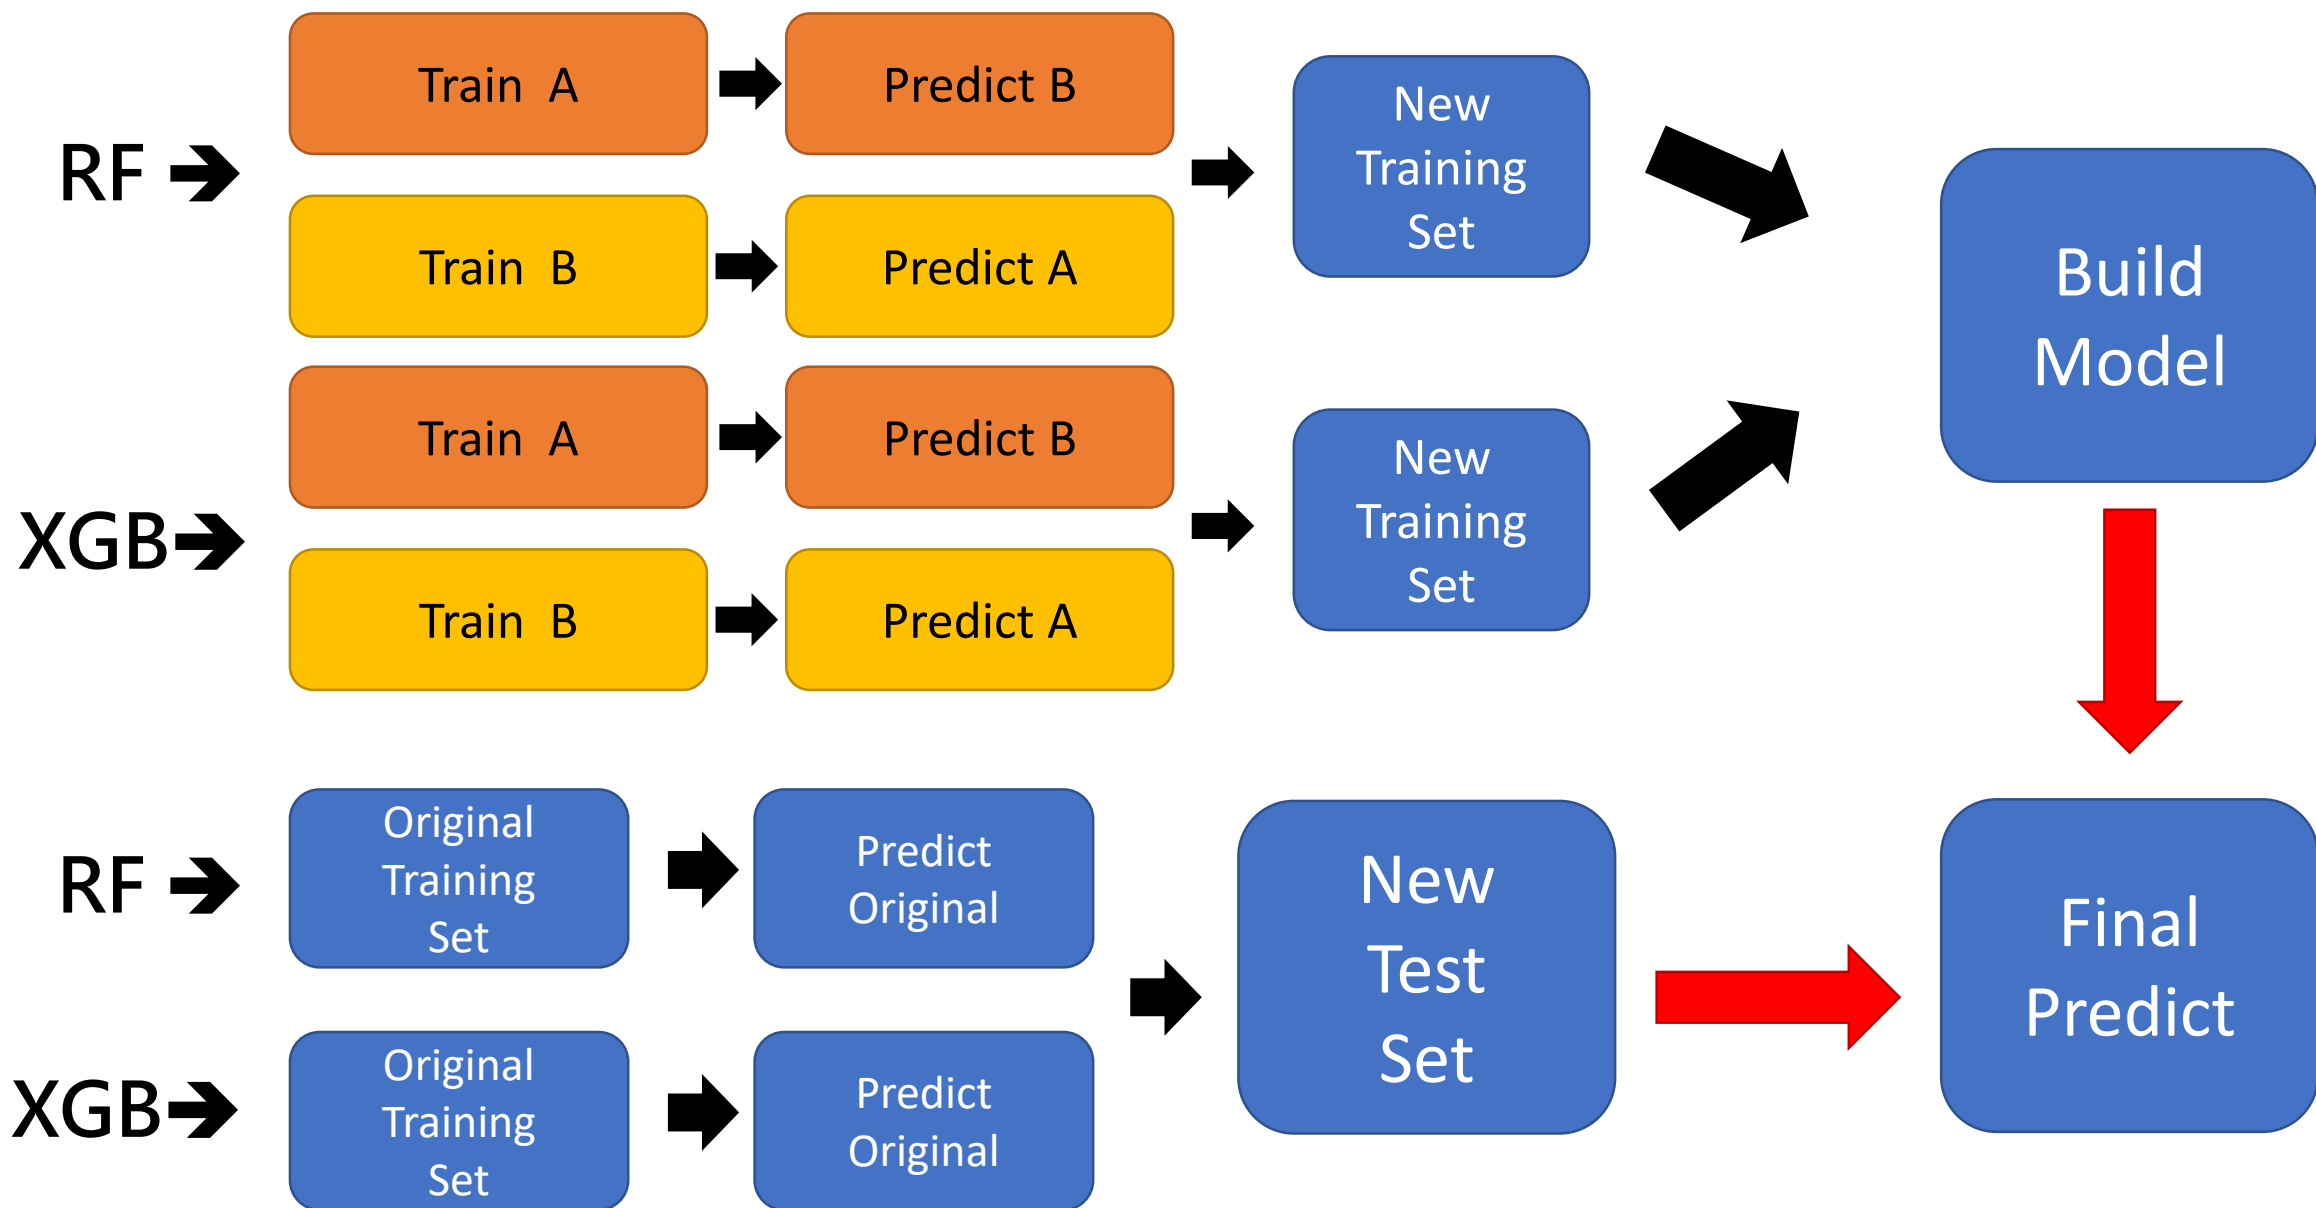 RF
Train A
Predict B
Train B
Predict A
New
Training
Set
XGB
Train A
Predict B
Train B
Predict A
New
Training
Set
Build
Model
RF
Original
Training
Set
Predict
Original
XGB
Original
Training
Set
Predict
Original
New
Test
Set
Final
Predict